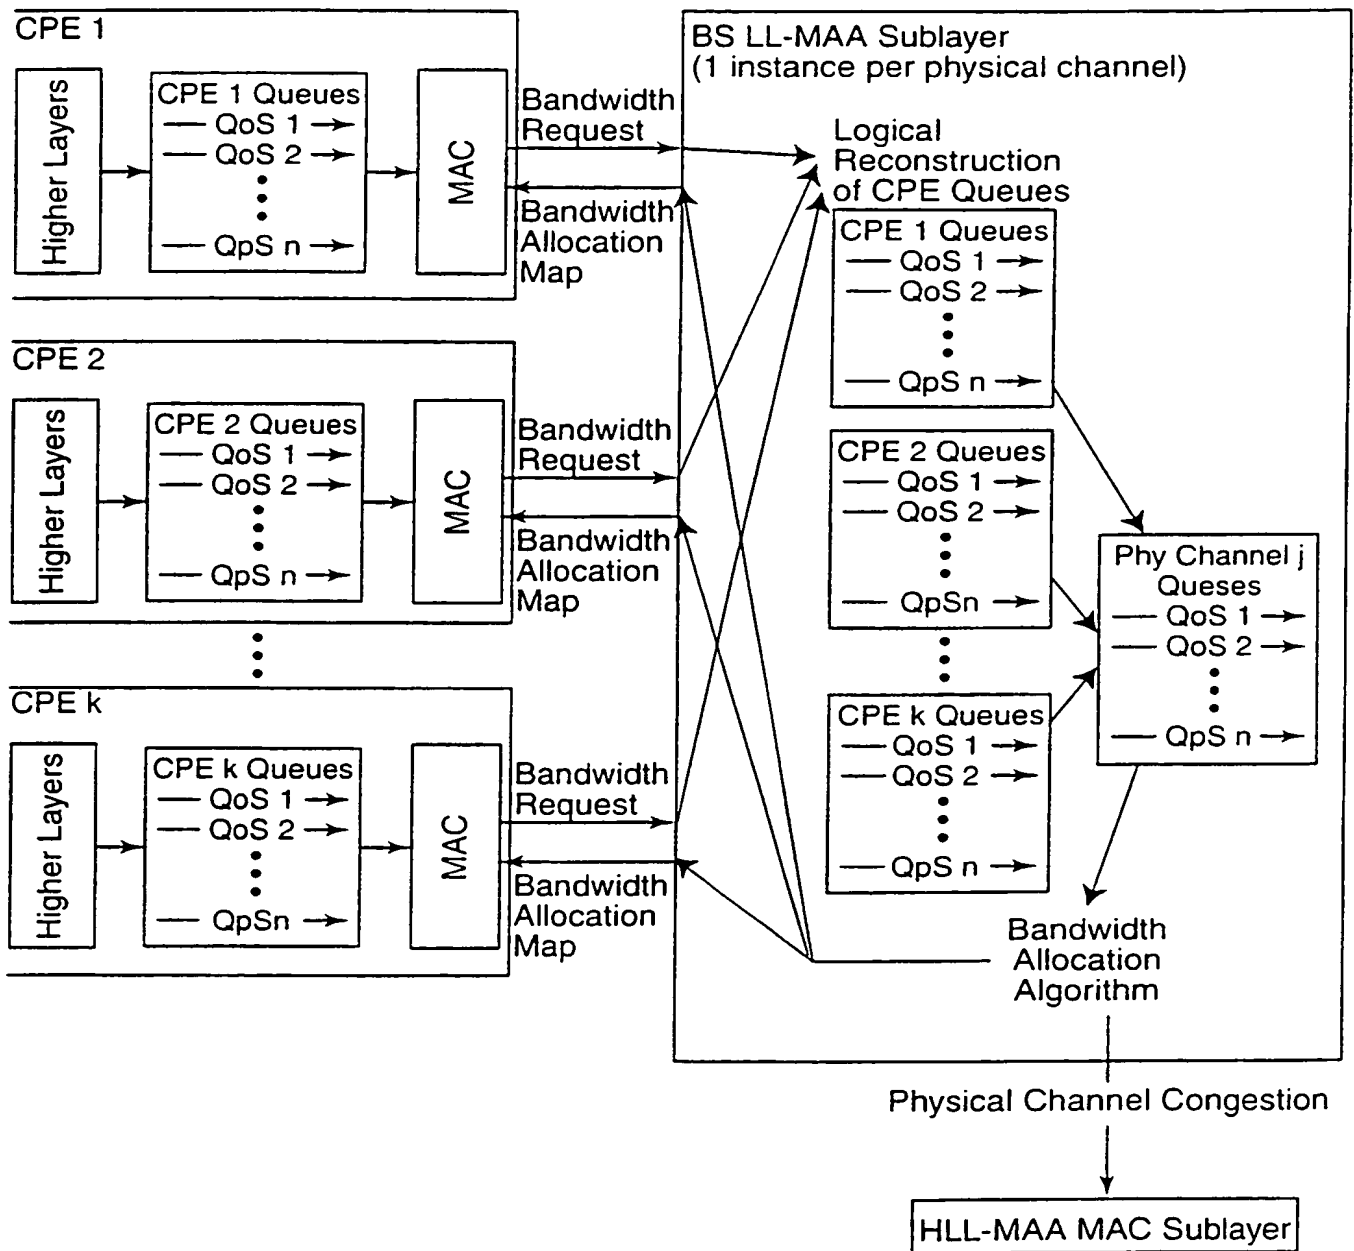 CPE 1
Higher Layers
CPE 1 Queues
QoS 1
QoS 2
QpS n
MAC
Bandwidth
Request
Bandwidth
Allocation
Map
CPE 2
Higher Layers
CPE 2 Queues
QoS 1
QoS 2
QpS n
MAC
Bandwidth
Request
Bandwidth
Allocation
Map
CPE k
Higher Layers
CPE k Queues
QoS 1
QoS 2
QpSn
MAC
Bandwidth
Request
Bandwidth
Allocation
Map
BS LL-MAA Sublayer
(1 instance per physical channel)
Logical
Reconstruction
of CPE Queues
CPE 1 Queues
QoS 1
QoS 2
QpS n
CPE 2 Queues
QoS 1
QoS 2
QpSn
CPE k Queues
QoS 1
QoS 2
QpS n
Phy Channel j
Queses
QoS 1
QoS 2
QpS n
Bandwidth
Allocation
Algorithm
Physical Channel Congestion
HLL-MAA MAC Sublayer